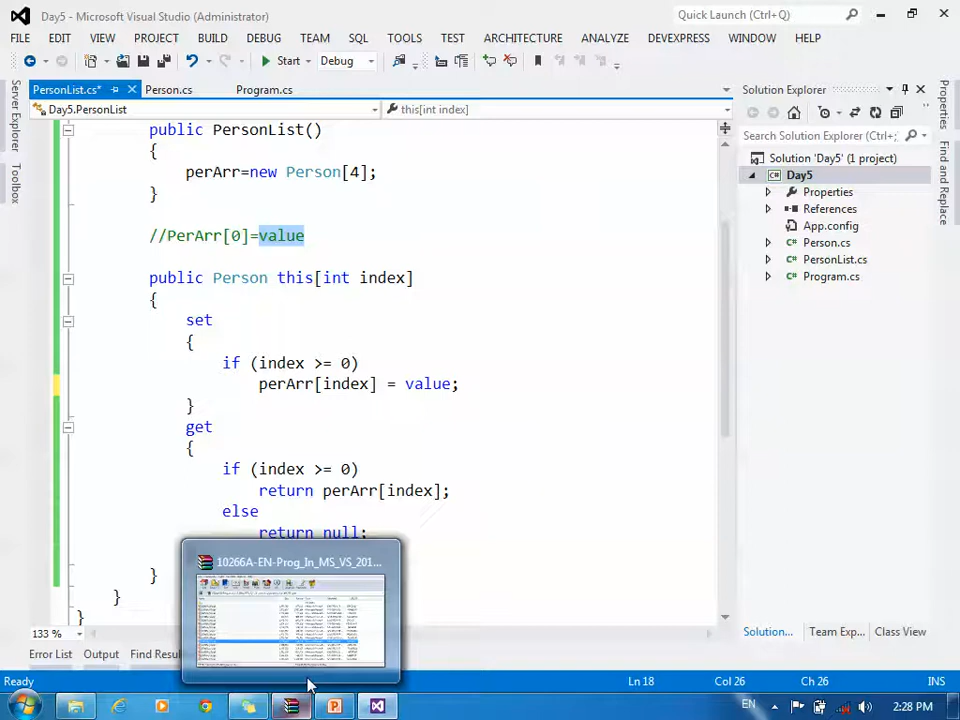 Day5 - Microsoft Visual Studio (Administrator)
Quick Launch (Ctrl+Q)
FILE EDIT VIEW PROJECT BUILD DEBUG TEAM SQL TOOLS TEST ARCHITECTURE ANALYZE DEVEXPRESS WINDOW HELP
Start Debug
PersonList.cs* Person.cs Program.cs
Day5.PersonList this[int index]
public PersonList()
{
perArr=new Person[4];
}
//PerArr[0]=value
public Person this[int index]
{
set
{
if (index >= 0)
perArr[index] = value;
}
get
{
if (index >= 0)
return perArr[index];
else
return null;
}
}
}
133 %
Server Explorer
Toolbox
Solution Explorer
Search Solution Explorer (Ctrl+;
Solution 'Day5' (1 project)
Day5
Properties
References
App.config
Person.cs
PersonList.cs
Program.cs
Solution... Team Exp... Class View
Properties
Find and Replace
Error List Output Find Resu
10266A-EN-Prog_In_MS_VS_201...
Ready Ln 18 Col 26 Ch 26 INS
EN 2:28 PM